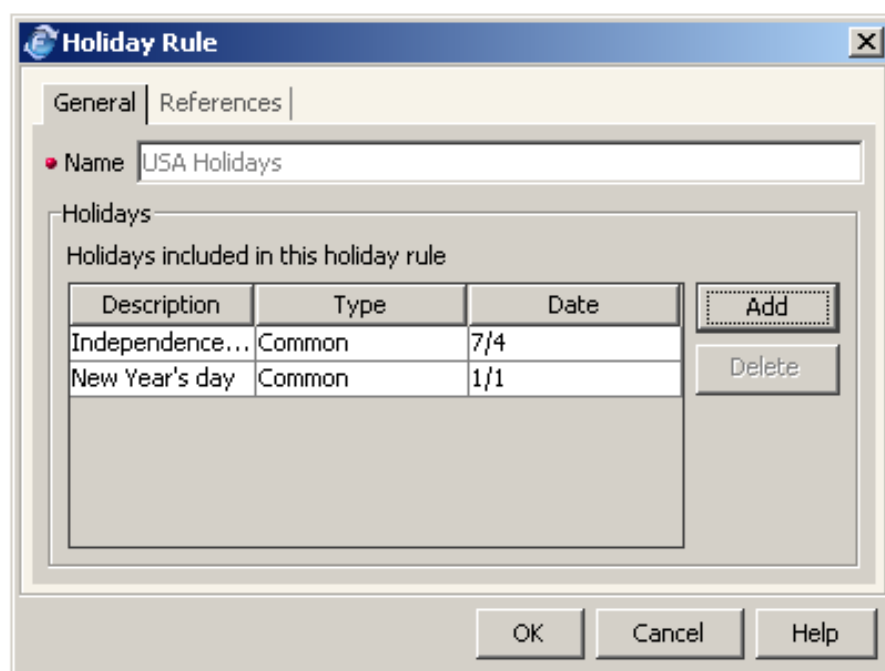 Holiday Rule
General References
Name USA Holidays
Holidays
Holidays included in this holiday rule
Description Type Date Add
Independence... Common 7/4
New Year's day Common 1/1 Delete
OK Cancel Help